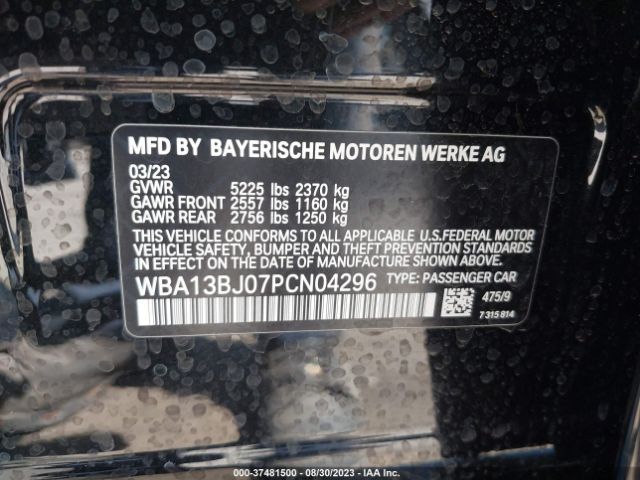 MFD BY BAYERISCHE MOTOREN WERKE AG
03/23
GVWR 5225 lbs 2370 kg
GAWR FRONT 2557 lbs 1160 kg
GAWR REAR 2756 lbs 1250 kg
THIS VEHICLE CONFORMS TO ALL APPLICABLE U.S.FEDERAL MOTOR
VEHICLE SAFETY, BUMPER AND THEFT PREVENTION
STANDARDS IN EFFECT ON THE DATE OF MANUFACTURE SHOWN ABOVE.
WBA13BJ07PCN04296 TYPE: PASSENGER CAR
475/9
7 315 814
000-37481500 - 08/30/2023 - IAA Inc.